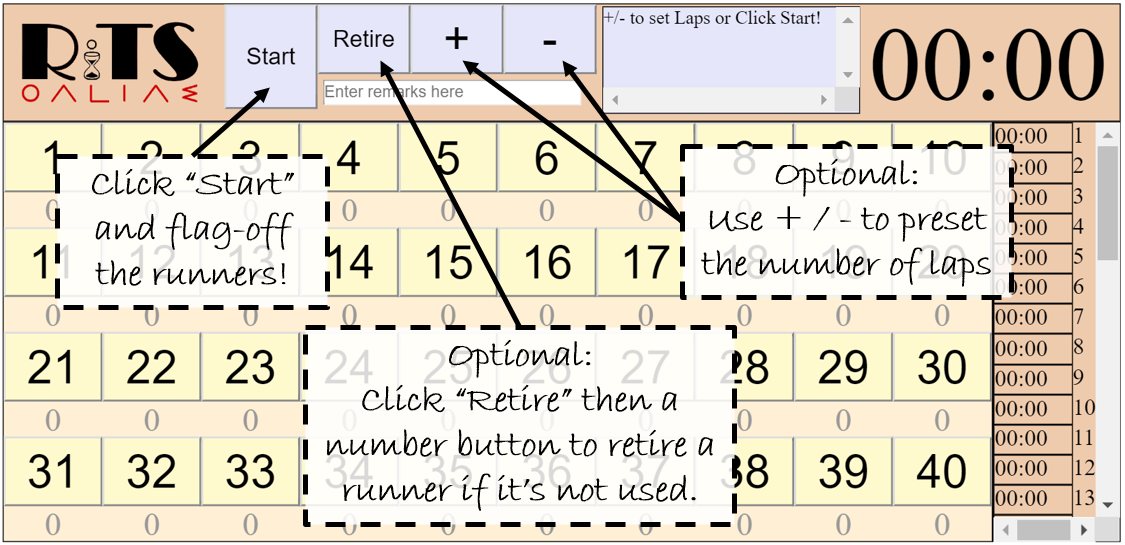 RiTS
ONLINE
Start
Retire
+
-
Enter remarks here
+/- to set Laps or Click Start!
00:00
1 2 3 4 5 6 7 8 9 10
0 0 0 0 0 0 0
Click “Start”
and flag-off
the runners!
Optional:
Use + / - to preset
the number of laps
11 12 13 14 15 16 17 18 19 20
0 0 0 0 0 0 0 0 0 0
21 22 23 24 25 26 27 28 29 30
0 0 0 0 0 0
Optional:
Click “Retire” then a
number button to retire a
runner if it's not used.
31 32 33 34 35 36 37 38 39 40
0 0 0 0 0 0 0 0 0 0
00:00 1
00:00 2
00:00 3
00:00 4
00:00 5
00:00 6
00:00 7
00:00 8
00:00 9
00:00 10
00:00 11
00:00 12
00:00 13